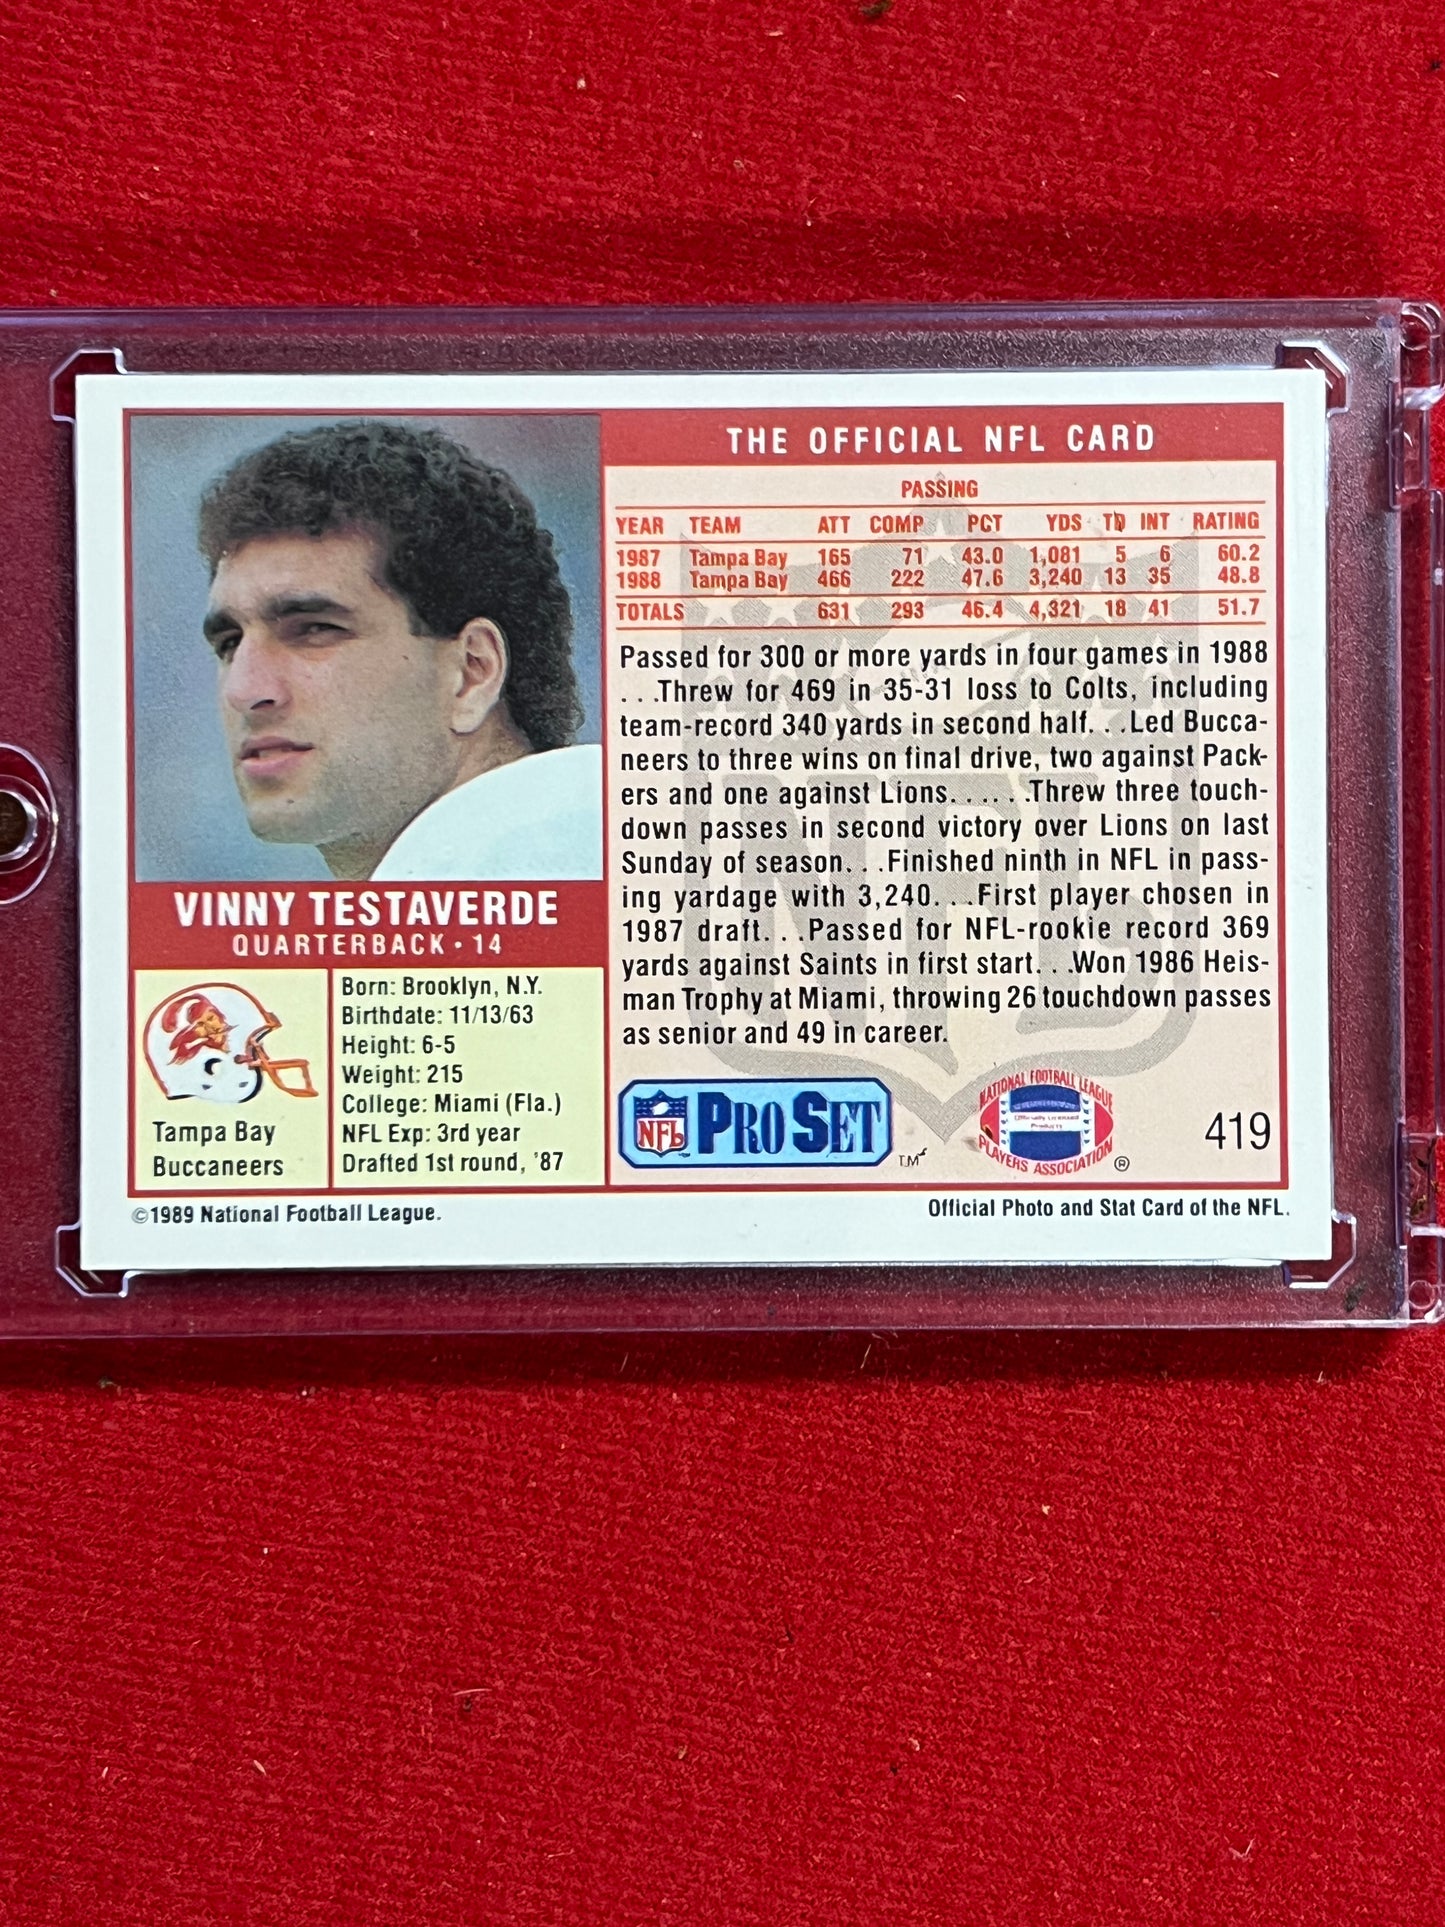 THE OFFICIAL NFL CARD
PASSING
YEAR TEAM ATT COMP PCT YDS TD INT RATING
1987 Tampa Bay 165 71 43.0 1,081 5 6 60.2
1988 Tampa Bay 466 222 47.6 3,240 13 35 48.8
TOTALS 631 293 46.4 4,321 18 41 51.7
Passed for 300 or more yards in four games in 1988
. . .Threw for 469 in 35-31 loss to Colts, including
team-record 340 yards in second half. . .Led Bucca-
neers to three wins on final drive, two against Pack-
ers and one against Lions. . . . . .Threw three touch-
down passes in second victory over Lions on last
Sunday of season. . .Finished ninth in NFL in pass-
ing yardage with 3,240. . .First player chosen in
1987 draft. . .Passed for NFL-rookie record 369
yards against Saints in first start. . .Won 1986 Heis-
man Trophy at Miami, throwing 26 touchdown passes
as senior and 49 in career.
VINNY TESTAVERDE
QUARTERBACK • 14
Born: Brooklyn, N.Y.
Birthdate: 11/13/63
Height: 6-5
Weight: 215
College: Miami (Fla.)
NFL Exp: 3rd year
Drafted 1st round, '87
Tampa Bay
Buccaneers
NFL PRO SET TM
NATIONAL FOOTBALL LEAGUE
Officially Licensed
Products
PLAYERS ASSOCIATION ®
419
©1989 National Football League.
Official Photo and Stat Card of the NFL.
NFL